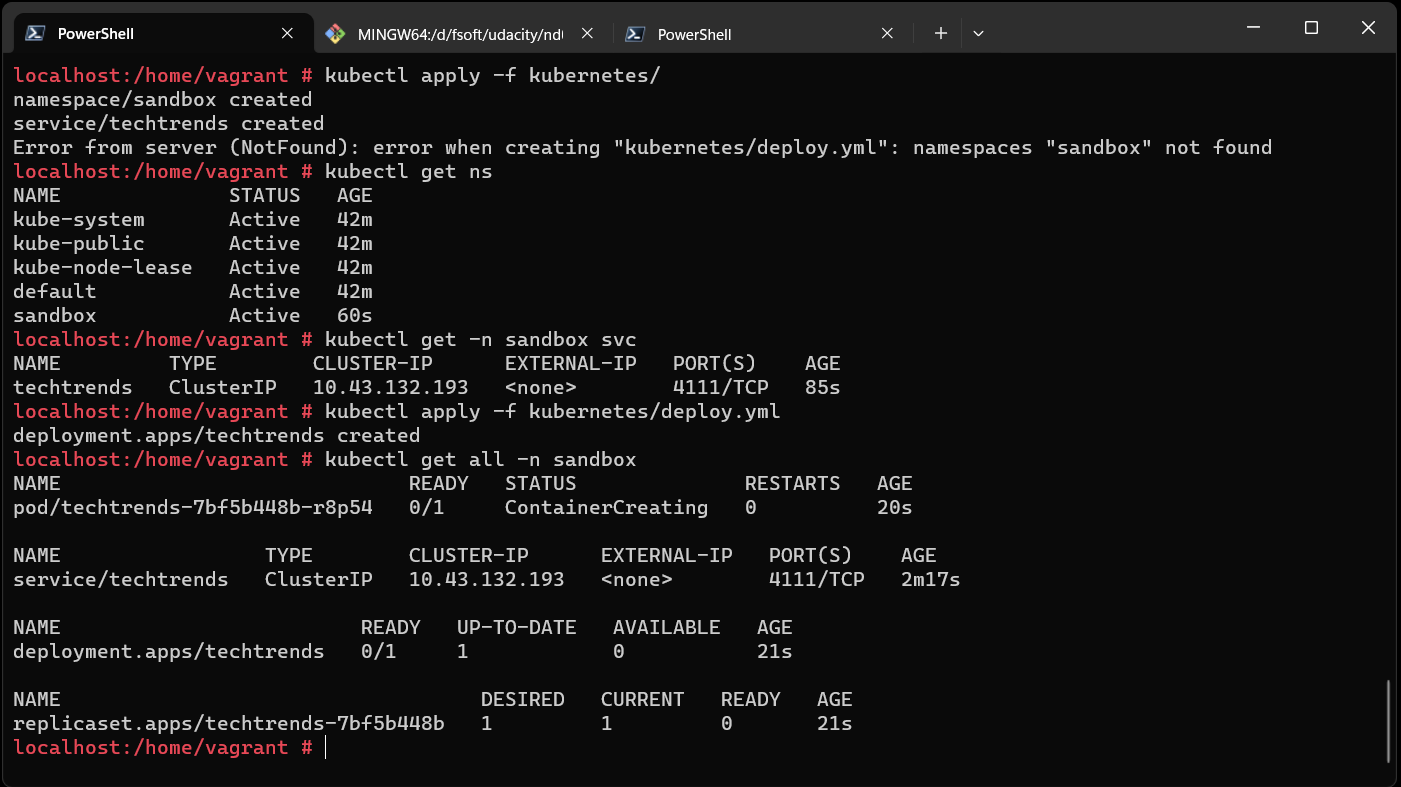 PowerShell
MINGW64:/d/fsoft/udacity/nd
PowerShell
localhost:/home/vagrant # kubectl apply -f kubernetes/
namespace/sandbox created
service/techtrends created
Error from server (NotFound): error when creating "kubernetes/deploy.yml": namespaces "sandbox" not found
localhost:/home/vagrant # kubectl get ns
NAME              STATUS   AGE
kube-system       Active   42m
kube-public       Active   42m
kube-node-lease   Active   42m
default           Active   42m
sandbox           Active   60s
localhost:/home/vagrant # kubectl get -n sandbox svc
NAME         TYPE        CLUSTER-IP      EXTERNAL-IP   PORT(S)    AGE
techtrends   ClusterIP   10.43.132.193   <none>        4111/TCP   85s
localhost:/home/vagrant # kubectl apply -f kubernetes/deploy.yml
deployment.apps/techtrends created
localhost:/home/vagrant # kubectl get all -n sandbox
NAME                             READY   STATUS              RESTARTS   AGE
pod/techtrends-7bf5b448b-r8p54   0/1     ContainerCreating   0          20s
NAME                 TYPE        CLUSTER-IP      EXTERNAL-IP   PORT(S)    AGE
service/techtrends   ClusterIP   10.43.132.193   <none>        4111/TCP   2m17s
NAME                         READY   UP-TO-DATE   AVAILABLE   AGE
deployment.apps/techtrends   0/1     1            0           21s
NAME                                   DESIRED   CURRENT   READY   AGE
replicaset.apps/techtrends-7bf5b448b   1         1         0       21s
localhost:/home/vagrant #